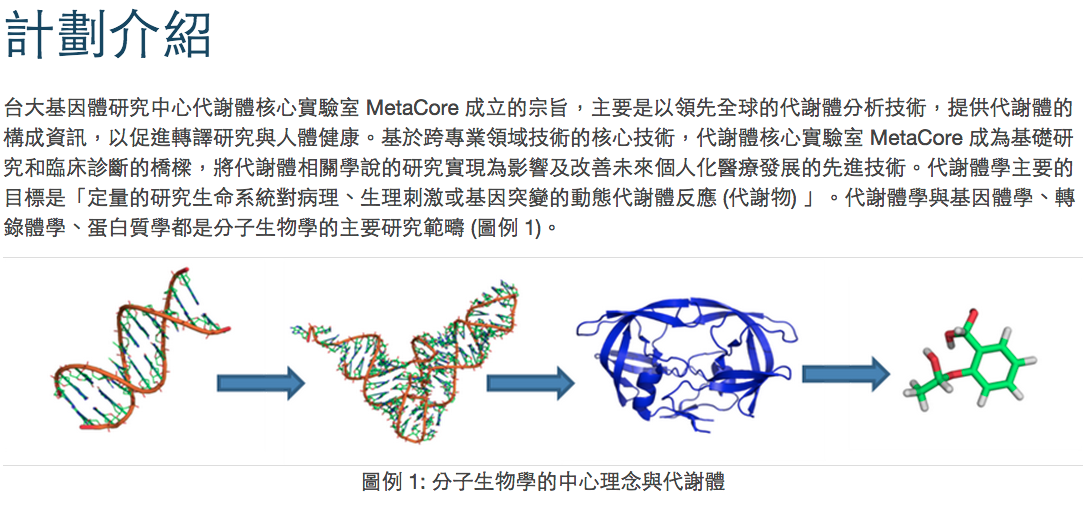 計劃介紹
台大基因體研究中心代謝體核心實驗室 MetaCore 成立的宗旨，主要是以領先全球的代謝體分析技術，提供代謝體的
構成資訊，以促進轉譯研究與人體健康。基於跨專業領域技術的核心技術，代謝體核心實驗室 MetaCore 成為基礎研
究和臨床診斷的橋樑，將代謝體相關學說的研究實現為影響及改善未來個人化醫療發展的先進技術。代謝體學主要的
目標是「定量的研究生命系統對病理、生理刺激或基因突變的動態代謝體反應 (代謝物) 」。代謝體學與基因體學、轉
錄體學、蛋白質學都是分子生物學的主要研究範疇 (圖例 1)。
圖例 1: 分子生物學的中心理念與代謝體